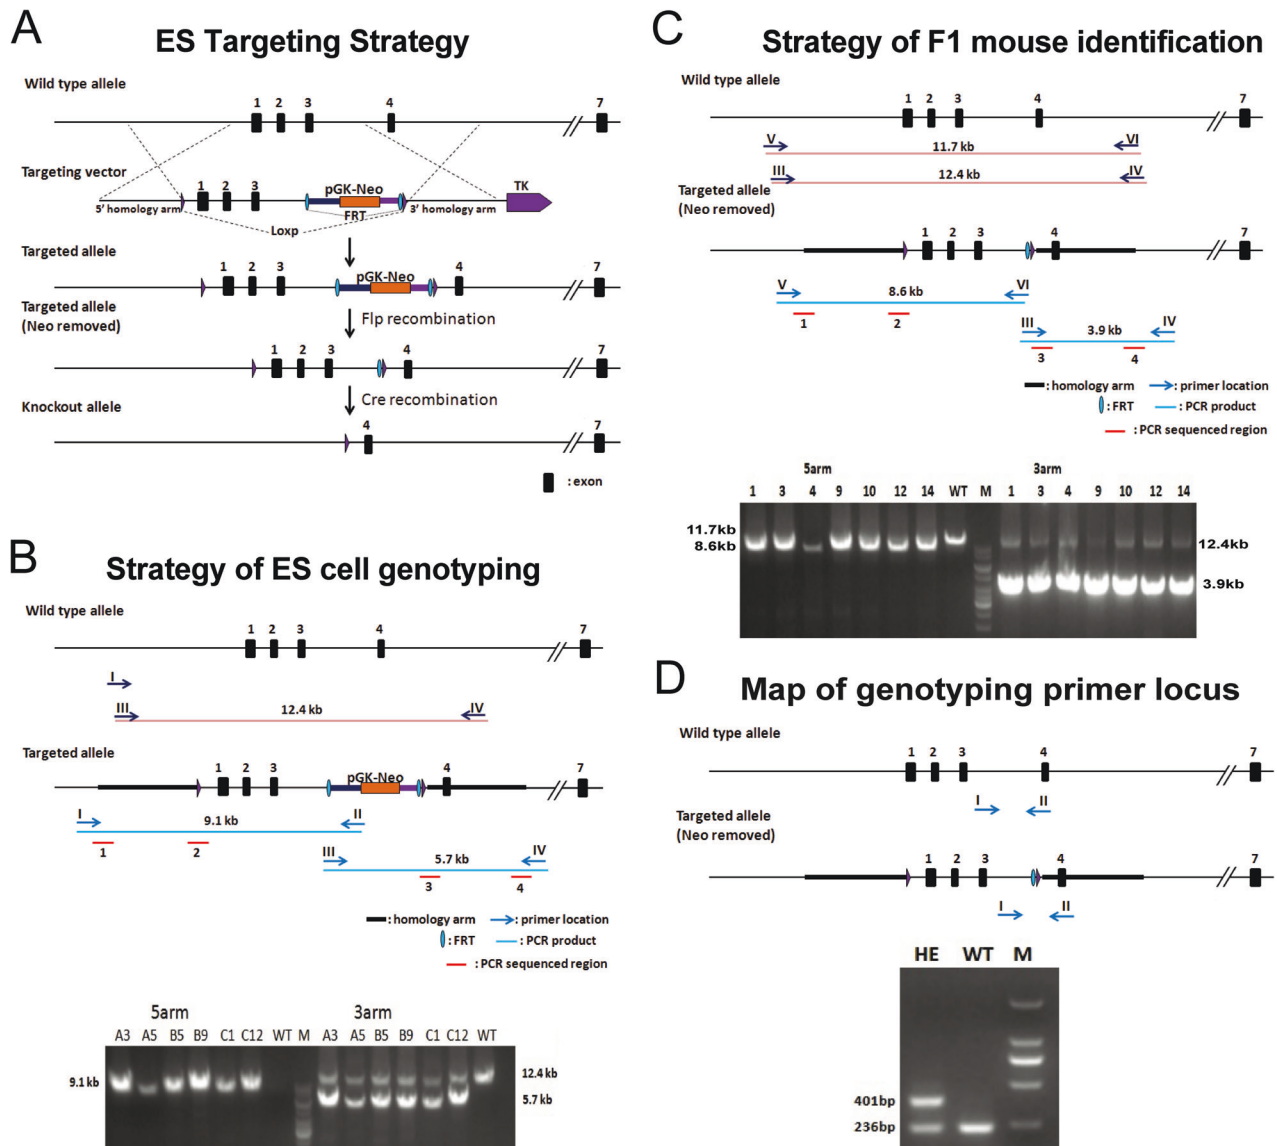 A
ES Targeting Strategy
Wild type allele
1 2 3 4 7
Targeting vector
1 2 3
pGK-Neo
TK
5' homology arm
FRT
3' homology arm
Loxp
Targeted allele
1 2 3
pGK-Neo
4 7
Targeted allele
(Neo removed)
Flp recombination
1 2 3 4 7
Cre recombination
Knockout allele
4 7
: exon
B
Strategy of ES cell genotyping
Wild type allele
1 2 3 4 7
I
III 12.4 kb IV
Targeted allele
1 2 3
pGK-Neo
4 7
I 9.1 kb II
1 2
III 5.7 kb IV
3 4
: homology arm : primer location
: FRT : PCR product
: PCR sequenced region
5arm 3arm
A3 A5 B5 B9 C1 C12 WT M A3 A5 B5 B9 C1 C12 WT
9.1 kb
12.4 kb
5.7 kb
C
Strategy of F1 mouse identification
Wild type allele
1 2 3 4 7
V 11.7 kb VI
III 12.4 kb IV
Targeted allele
(Neo removed)
1 2 3 4 7
V 8.6 kb VI
1 2
III 3.9 kb IV
3 4
: homology arm : primer location
: FRT : PCR product
: PCR sequenced region
5arm 3arm
1 3 4 9 10 12 14 WT M 1 3 4 9 10 12 14
11.7kb
8.6kb
12.4kb
3.9kb
D
Map of genotyping primer locus
Wild type allele
1 2 3 4 7
I II
Targeted allele
(Neo removed)
1 2 3 4 7
I II
HE WT M
401bp
236bp